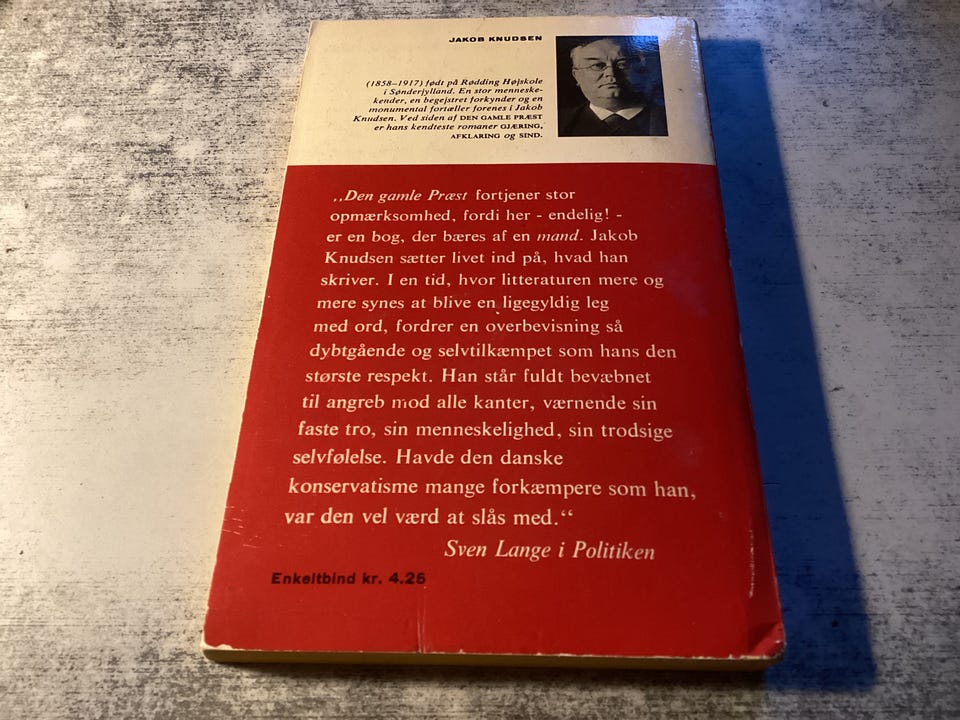 JAKOB KNUDSEN
(1858-1917) født på Rødding Højskole
i Sønderjylland. En stor menneske-
kender, en begejstret forkynder og en
monumental fortæller forenes i Jakob
Knudsen. Ved siden af DEN GAMLE PRÆST
er hans kendteste romaner GJÆRING,
AFKLARING og SIND.
„Den gamle Præst fortjener stor
opmærksomhed, fordi her - endelig! -
er en bog, der bæres af en mand. Jakob
Knudsen sætter livet ind på, hvad han
skriver. I en tid, hvor litteraturen mere og
mere synes at blive en ligegyldig leg
med ord, fordrer en overbevisning så
dybtgående og selvtilkæmpet som hans den
største respekt. Han står fuldt bevæbnet
til angreb mod alle kanter, værnende sin
faste tro, sin menneskelighed, sin trodsige
selvfølelse. Havde den danske
konservatisme mange forkæmpere som han,
var den vel værd at slås med.“
Sven Lange i Politiken
Enkeltbind kr. 4.25